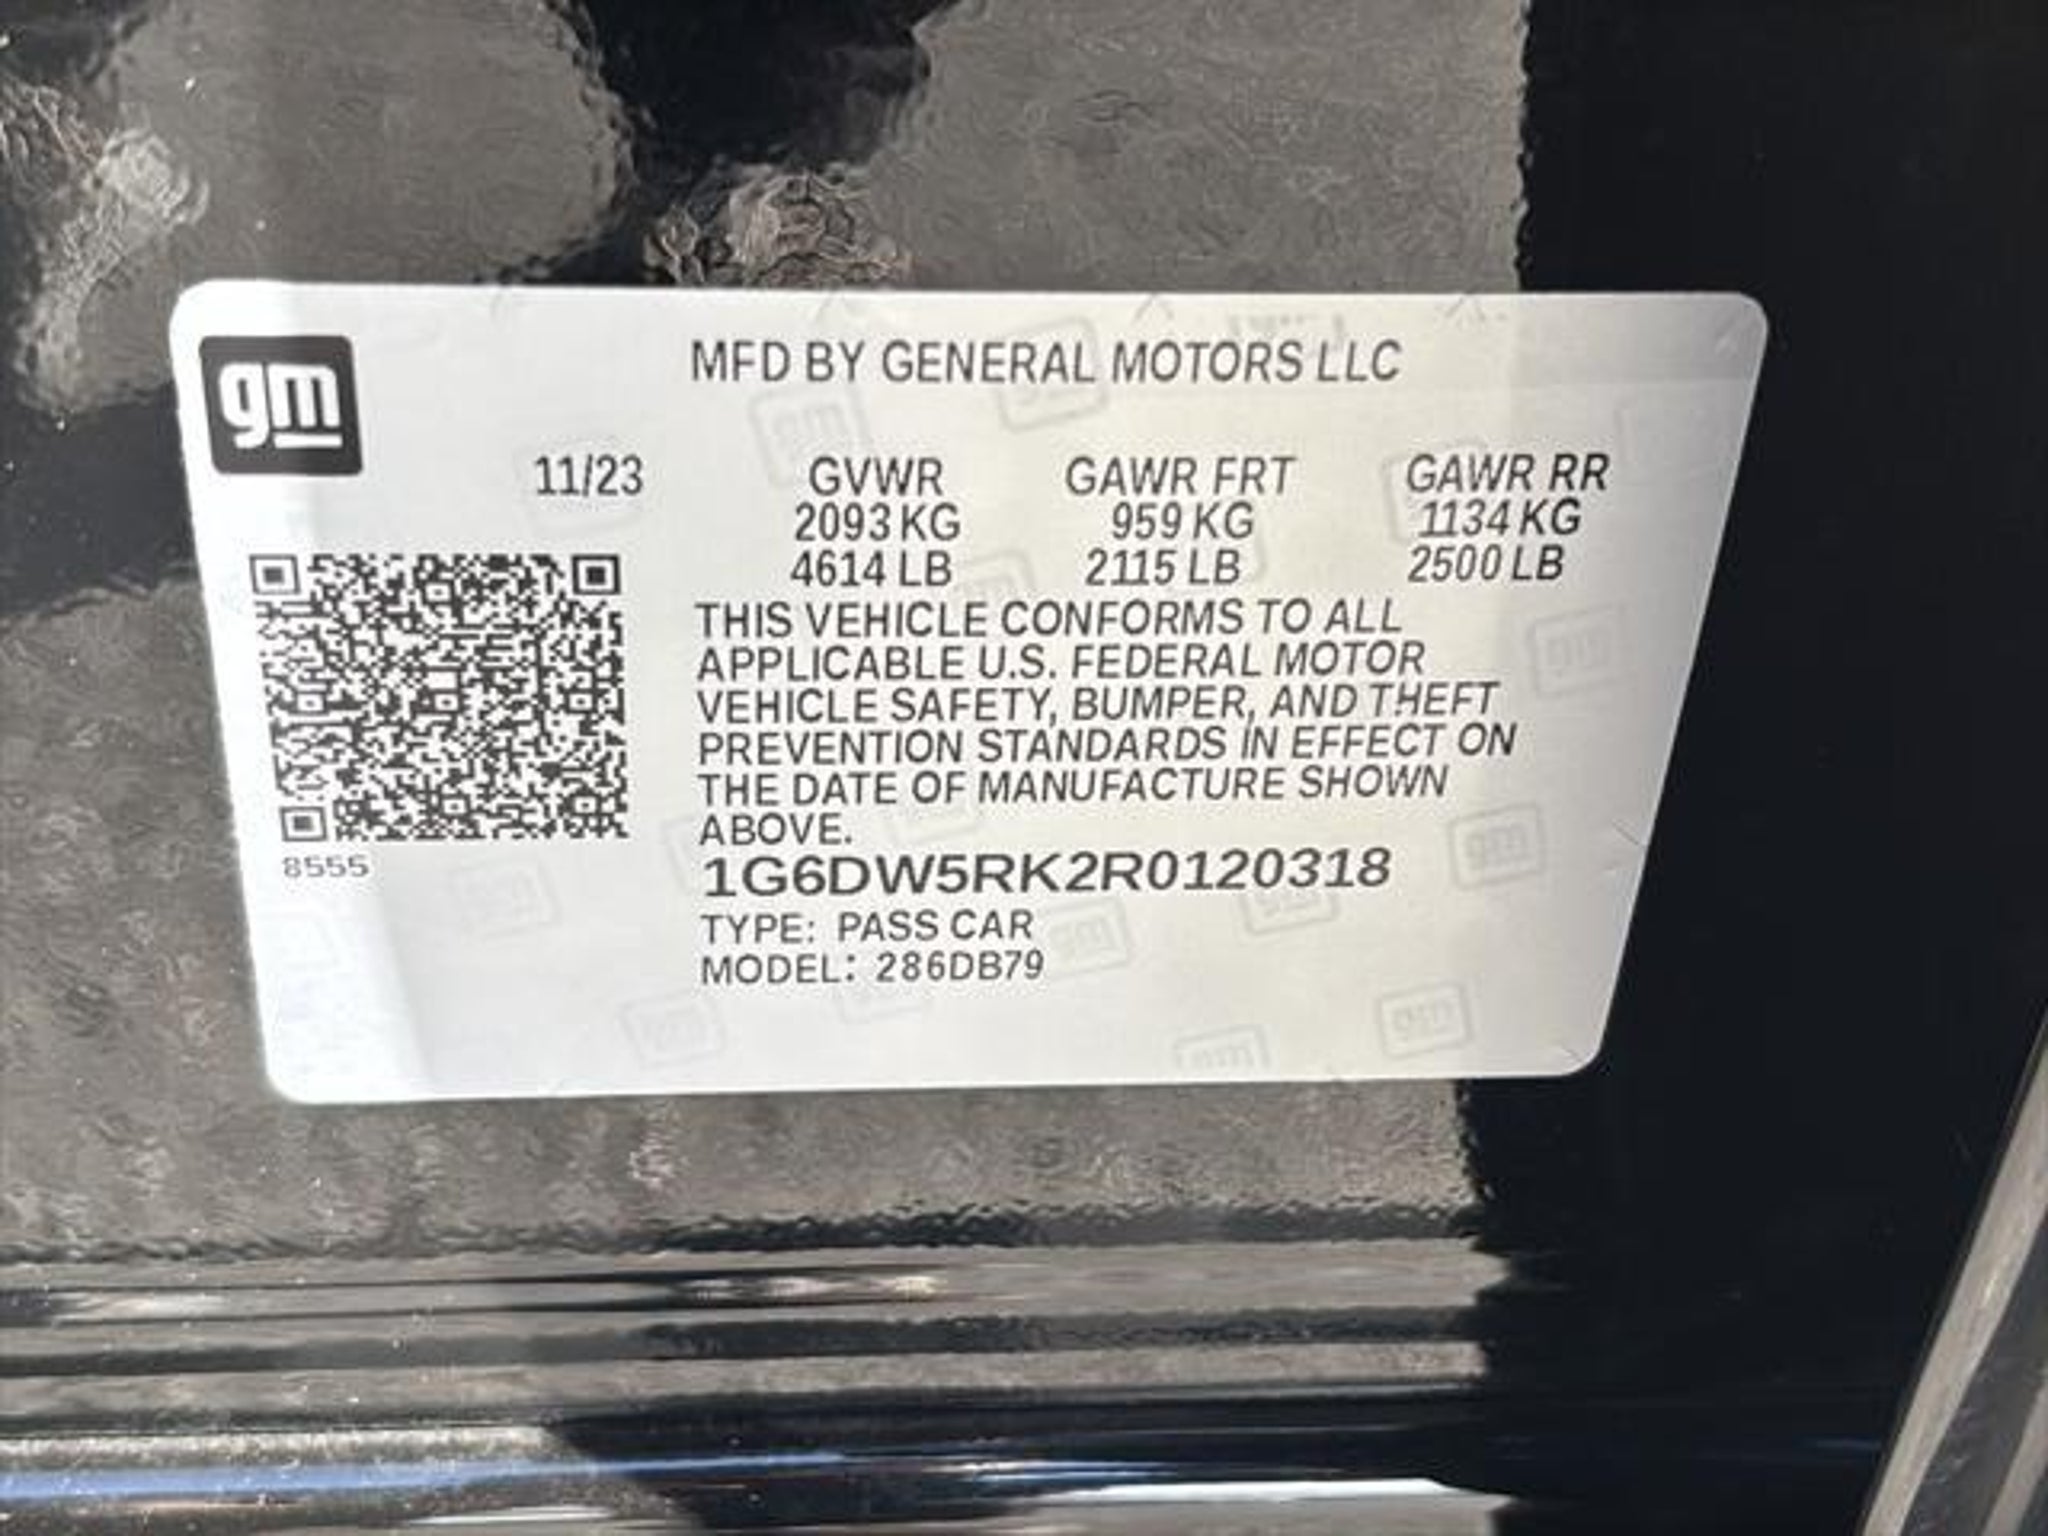 gm
MFD BY GENERAL MOTORS LLC
11/23 GVWR GAWR FRT GAWR RR
2093 KG 959 KG 1134 KG
4614 LB 2115 LB 2500 LB
THIS VEHICLE CONFORMS TO ALL
APPLICABLE U.S. FEDERAL MOTOR
VEHICLE SAFETY, BUMPER, AND THEFT
PREVENTION STANDARDS IN EFFECT ON
THE DATE OF MANUFACTURE SHOWN
ABOVE.
8555
1G6DW5RK2R0120318
TYPE: PASS CAR
MODEL: 286DB79